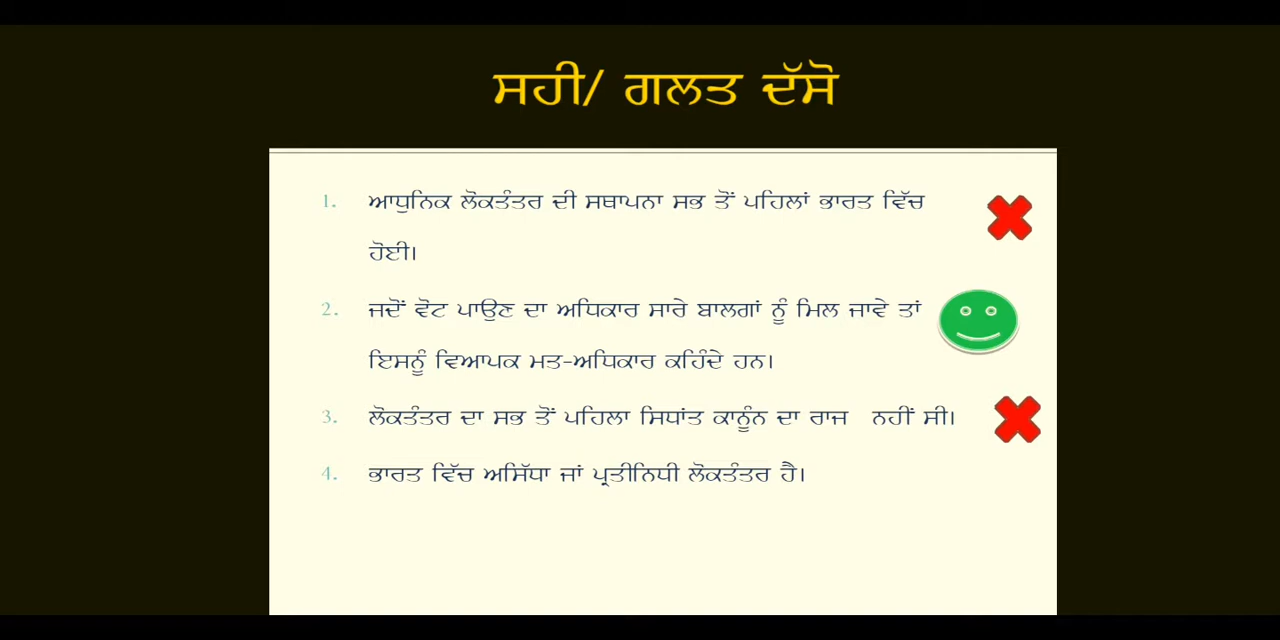 ਸਹੀ/ ਗਲਤ ਦੱਸੋ
1. ਆਧੁਨਿਕ ਲੋਕਤੰਤਰ ਦੀ ਸਥਾਪਨਾ ਸਭ ਤੋਂ ਪਹਿਲਾਂ ਭਾਰਤ ਵਿੱਚ
ਹੋਈ।
2. ਜਦੋਂ ਵੋਟ ਪਾਉਣ ਦਾ ਅਧਿਕਾਰ ਸਾਰੇ ਬਾਲਗਾਂ ਨੂੰ ਮਿਲ ਜਾਵੇ ਤਾਂ
ਇਸਨੂੰ ਵਿਆਪਕ ਮਤ-ਅਧਿਕਾਰ ਕਹਿੰਦੇ ਹਨ।
3. ਲੋਕਤੰਤਰ ਦਾ ਸਭ ਤੋਂ ਪਹਿਲਾ ਸਿਧਾਂਤ ਕਾਨੂੰਨ ਦਾ ਰਾਜ ਨਹੀਂ ਸੀ।
4. ਭਾਰਤ ਵਿੱਚ ਅਸਿੱਧਾ ਜਾਂ ਪ੍ਰਤੀਨਿਧੀ ਲੋਕਤੰਤਰ ਹੈ।